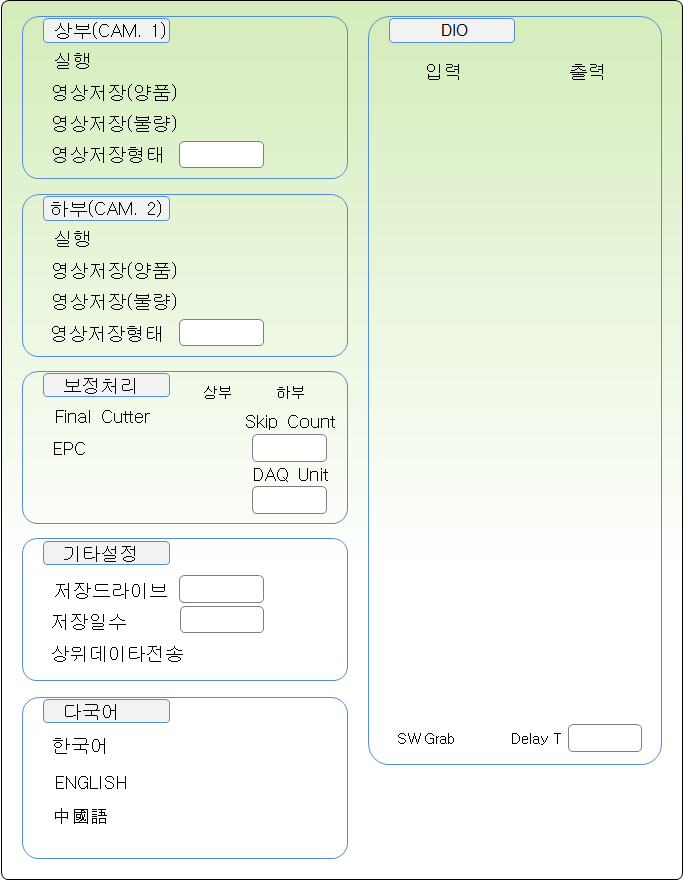 상부(CAM. 1)
실행
영상저장(양품)
영상저장(불량)
영상저장형태
하부(CAM. 2)
실행
영상저장(양품)
영상저장(불량)
영상저장형태
보정처리 상부 하부
Final Cutter
Skip Count
EPC
DAQ Unit
기타설정
저장드라이브
저장일수
상위데이타전송
다국어
한국어
ENGLISH
中國語
DIO
입력 출력
SW Grab Delay T